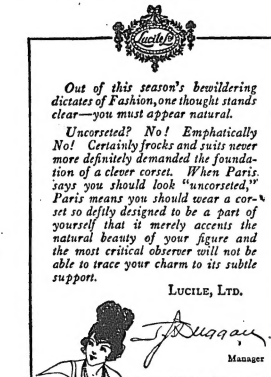 Lucile Ltd
Out of this season's bewildering
dictates of Fashion, one thought stands
clear—you must appear natural.
Uncorseted? No! Emphatically
No! Certainly frocks and suits never
more definitely demanded the founda-
tion of a clever corset. When Paris
says you should look "uncorseted,"
Paris means you should wear a cor-
set so deftly designed to be a part of
yourself that it merely accents the
natural beauty of your figure and
the most critical observer will not be
able to trace your charm to its subtle
support.
LUCILE, LTD.
Manager